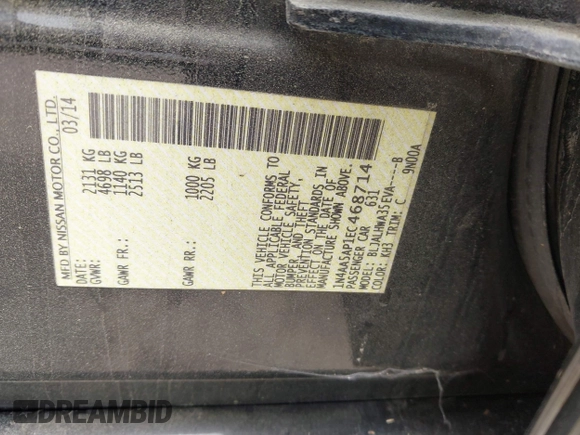 MFD BY NISSAN MOTOR CO., LTD.
03/14
GVWR: 2131 KG
4698 LB
GAWR FR: 1140 KG
2513 LB
GAWR RR: 1000 KG
2205 LB
THIS VEHICLE CONFORMS TO
ALL APPLICABLE FEDERAL
MOTOR VEHICLE SAFETY,
BUMPER, AND THEFT
PREVENTION STANDARDS IN
EFFECT ON THE DATE OF
MANUFACTURE SHOWN ABOVE.
1N4AA5AP1EC468714
PASSENGER CAR 631
MODEL: BLJALHWA35EVA-----B
COLOR: KH3 TRIM: C 9N00A
DREAMBID